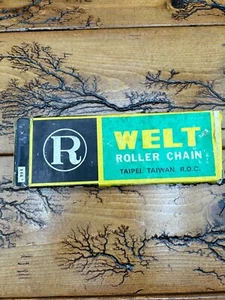 R
WELT
ROLLER CHAIN
TAIPEI, TAIWAN, R.O.C.